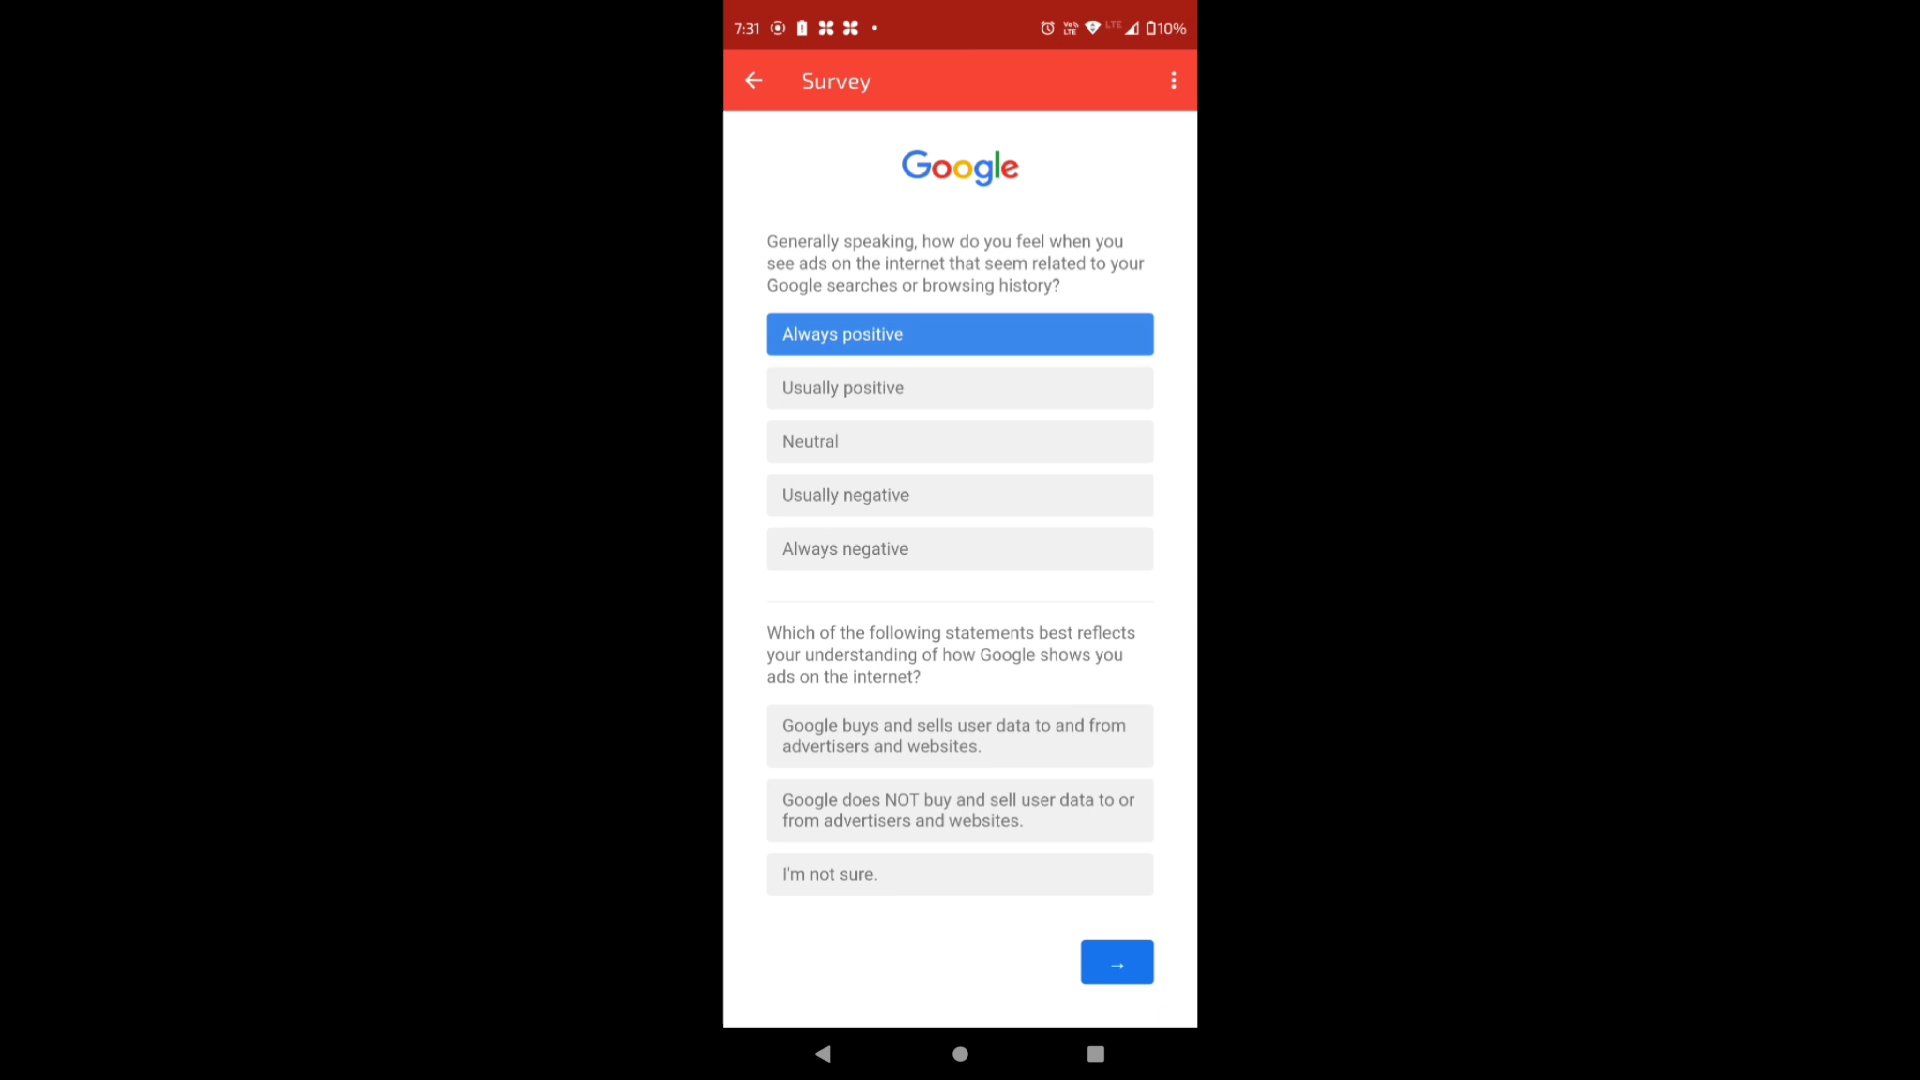 7:31 Vo LTE LTE 10%
Survey
Google
Generally speaking, how do you feel when you
see ads on the internet that seem related to your
Google searches or browsing history?
Always positive
Usually positive
Neutral
Usually negative
Always negative
Which of the following statements best reflects
your understanding of how Google shows you
ads on the internet?
Google buys and sells user data to and from
advertisers and websites.
Google does NOT buy and sell user data to or
from advertisers and websites.
I'm not sure.
→